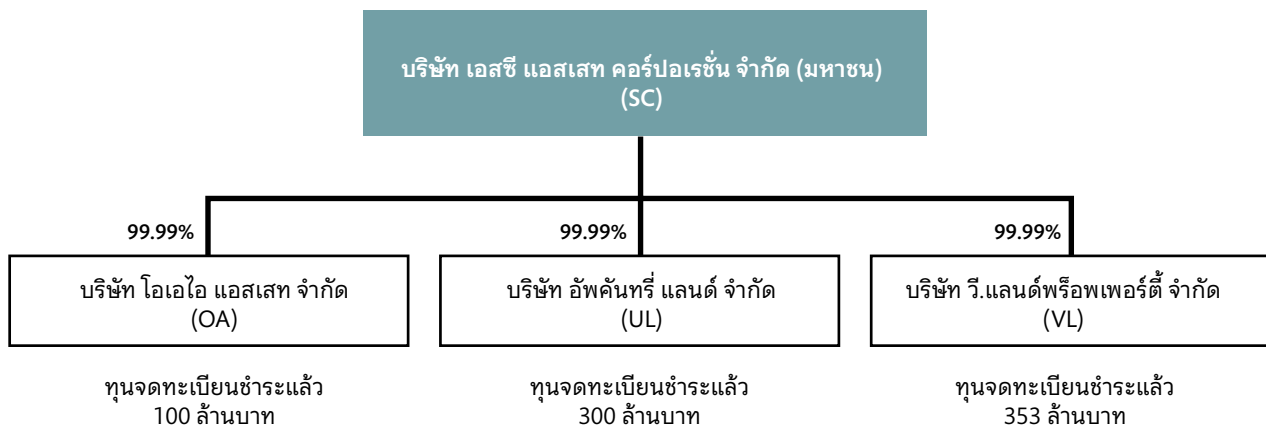 บริษัท เอสซี แอสเสท คอร์ปอเรชั่น จำกัด (มหาชน)
(SC)
99.99%
99.99%
99.99%
บริษัท โอเอไอ แอสเสท จำกัด
(OA)
บริษัท อัพคันทรี่ แลนด์ จำกัด
(UL)
บริษัท วี.แลนด์พร็อพเพอร์ตี้ จำกัด
(VL)
ทุนจดทะเบียนชำระแล้ว
100 ล้านบาท
ทุนจดทะเบียนชำระแล้ว
300 ล้านบาท
ทุนจดทะเบียนชำระแล้ว
353 ล้านบาท